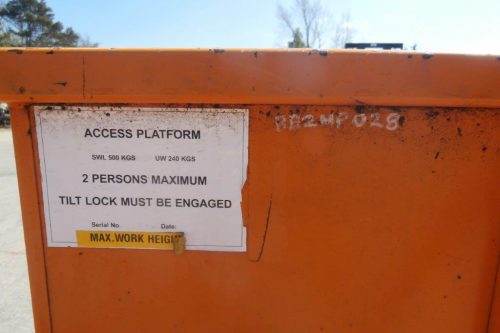 ACCESS PLATFORM
SWL 500 KGS UW 240 KGS
2 PERSONS MAXIMUM
TILT LOCK MUST BE ENGAGED
Serial No. Date:
MAX. WORK HEIGHT